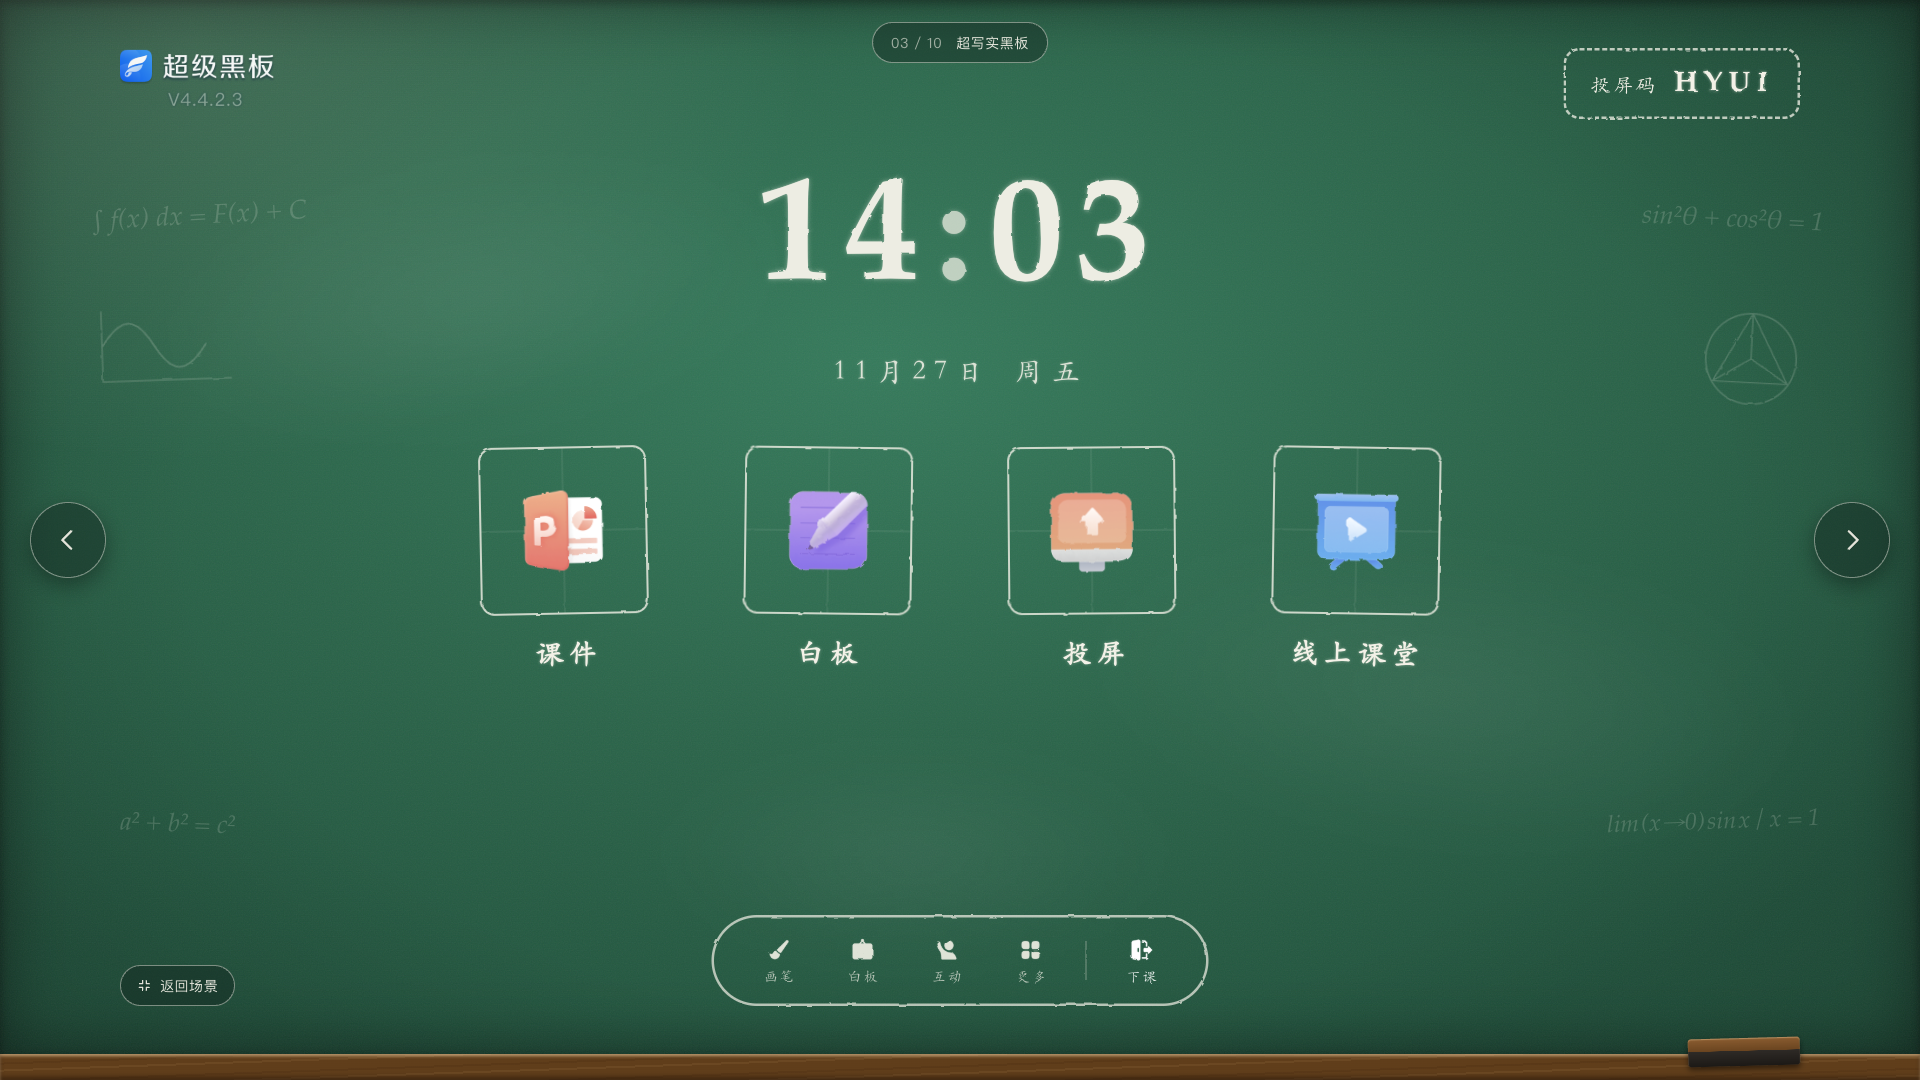 03 / 10 超写实黑板
超级黑板
V4.4.2.3
投屏码 HYU1
14:03
∫ f(x) dx = F(x) + C
sin²θ + cos²θ = 1
11月27日 周五
P
课件
白板
投屏
线上课堂
a² + b² = c²
lim(x→0)sin x / x = 1
画笔
白板
互动
更多
下课
返回场景